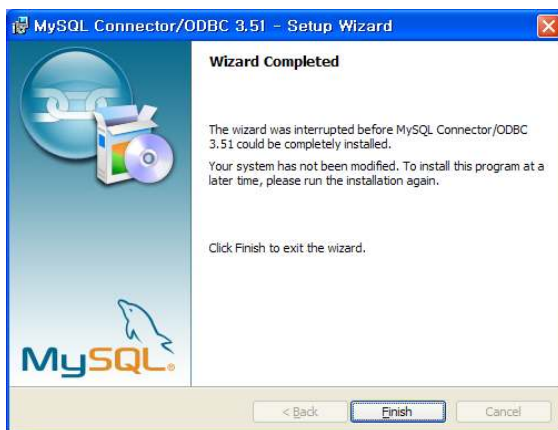 MySQL Connector/ODBC 3.51 - Setup Wizard
Wizard Completed
The wizard was interrupted before MySQL Connector/ODBC
3.51 could be completely installed.
Your system has not been modified. To install this program at a
later time, please run the installation again.
Click Finish to exit the wizard.
MySQL®
< Back Finish Cancel